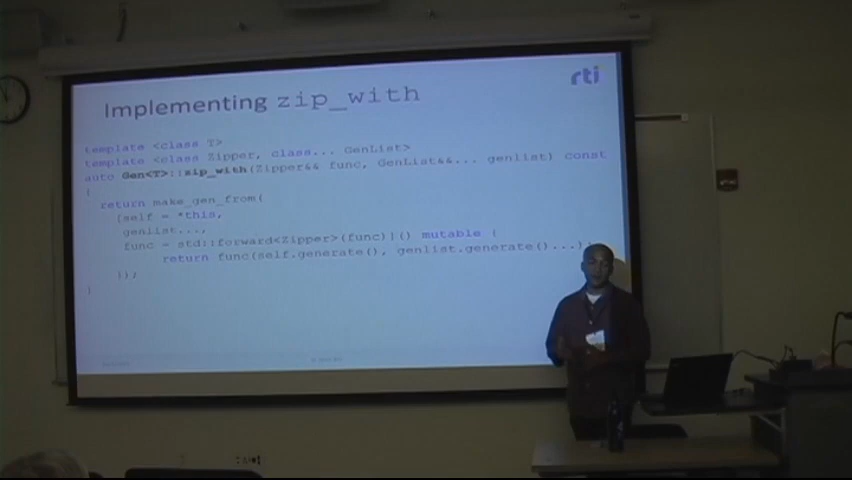 Implementing zip_with
rti
template <class T>
template <class Zipper, class... GenList>
auto Gen<T>::zip_with(Zipper&& func, GenList&&... genlist) const
{
return make_gen_from(
[self = *this,
genlist...,
func = std::forward<Zipper>(func)]() mutable {
return func(self.generate(), genlist.generate()...);
});
}